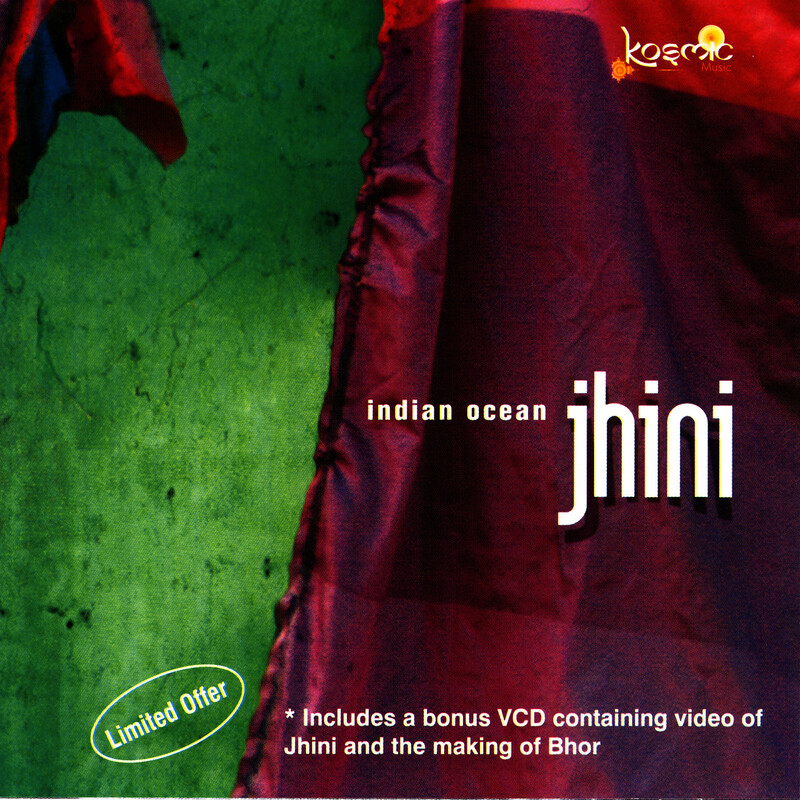 kosmic
Music
indian ocean jhini
Limited Offer
* Includes a bonus VCD containing video of
Jhini and the making of Bhor